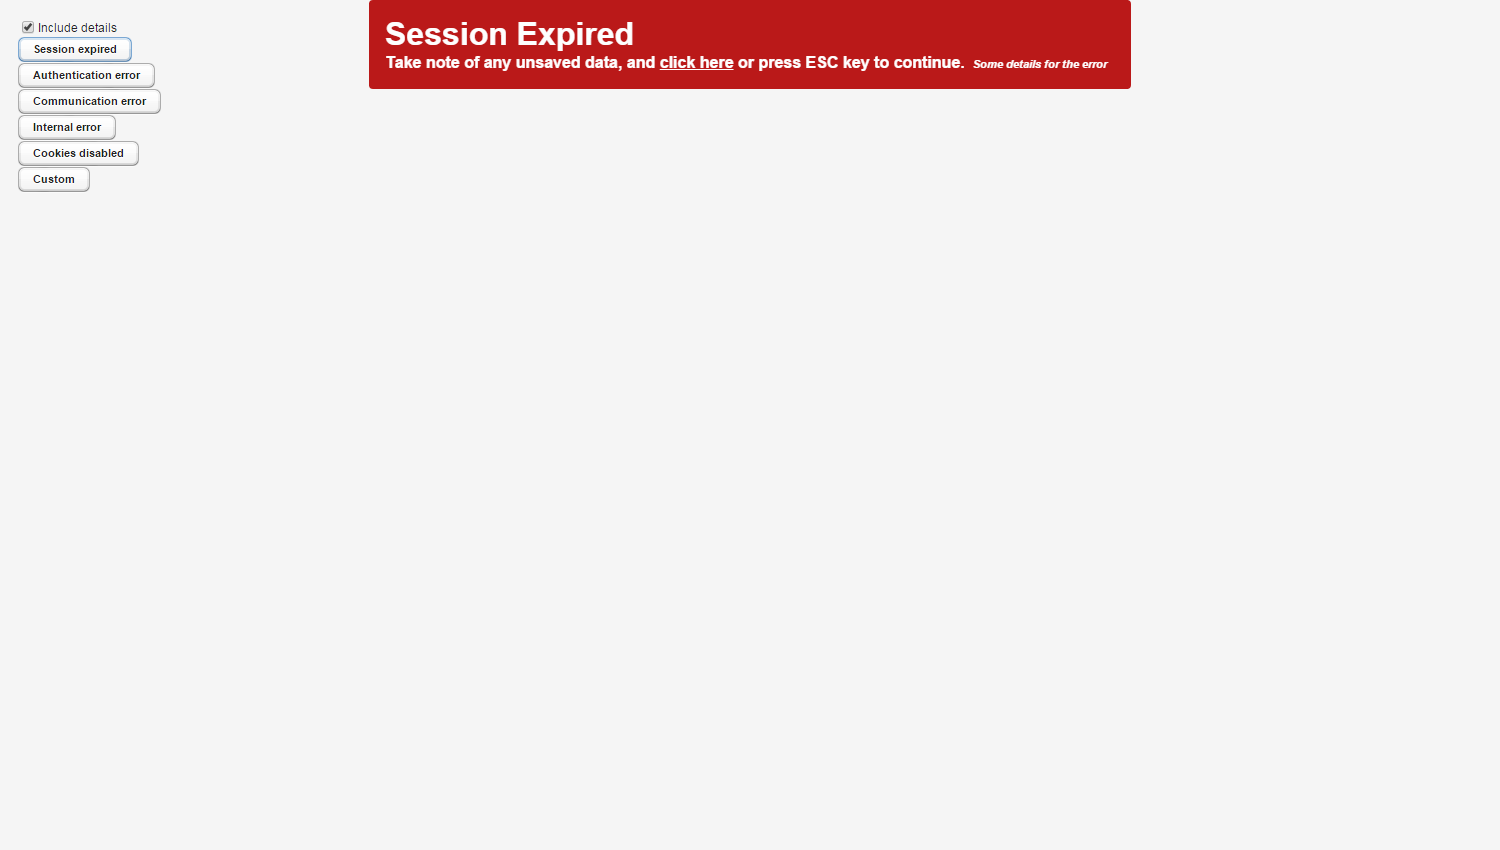 Include details
Session expired
Authentication error
Communication error
Internal error
Cookies disabled
Custom
Session Expired
Take note of any unsaved data, and click here or press ESC key to continue. Some details for the error